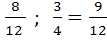 8/12 ; 3/4 = 9/12